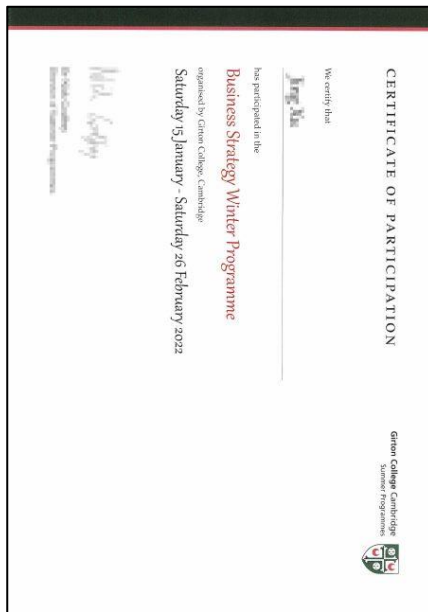 CERTIFICATE OF PARTICIPATION
Girton College Cambridge
Summer Programmes
We certify that
has participated in the
Business Strategy Winter Programme
organised by Girton College, Cambridge
Saturday 15 January - Saturday 26 February 2022